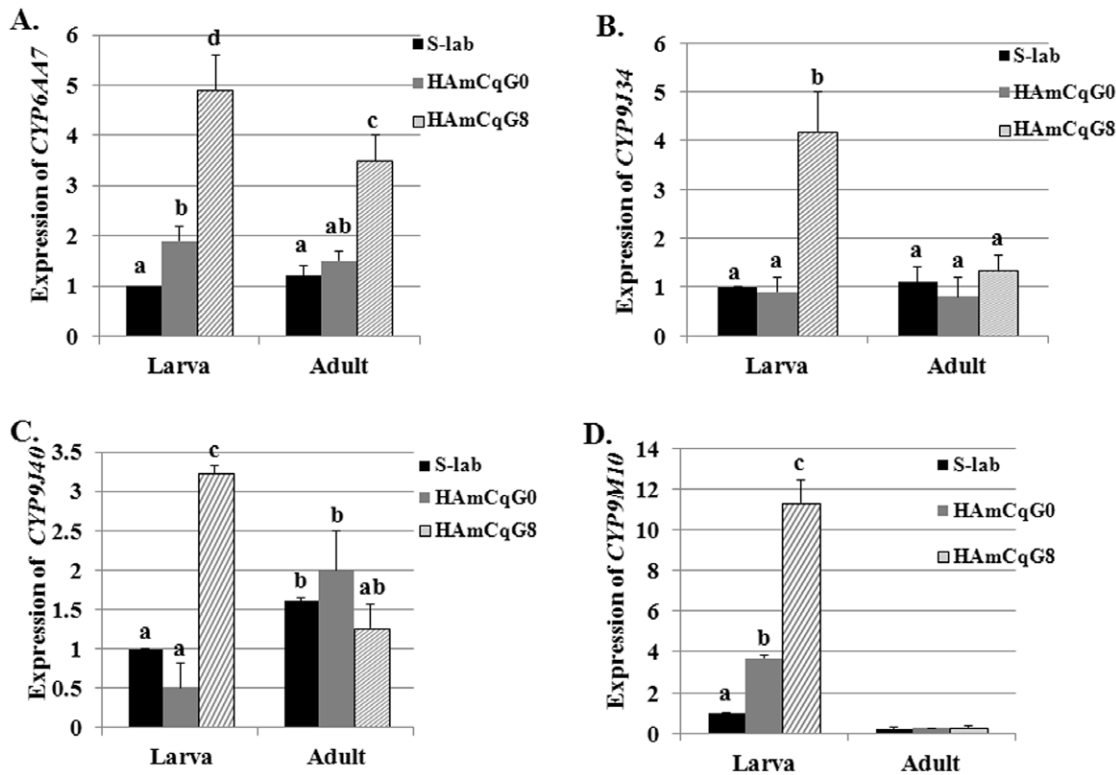 A.
Expression of CYP6AA7
6
5
4
3
2
1
0
a
b
d
a
ab
c
Larva
Adult
S-lab
HAmCqG0
HAmCqG8
B.
Expression of CYP9J34
6
5
4
3
2
1
0
a
a
b
a
a
a
Larva
Adult
S-lab
HAmCqG0
HAmCqG8
C.
Expression of CYP9J40
3.5
3
2.5
2
1.5
1
0.5
0
a
a
c
b
b
ab
Larva
Adult
S-lab
HAmCqG0
HAmCqG8
D.
Expression of CYP9M10
14
12
10
8
6
4
2
0
a
b
c
Larva
Adult
S-lab
HAmCqG0
HAmCqG8